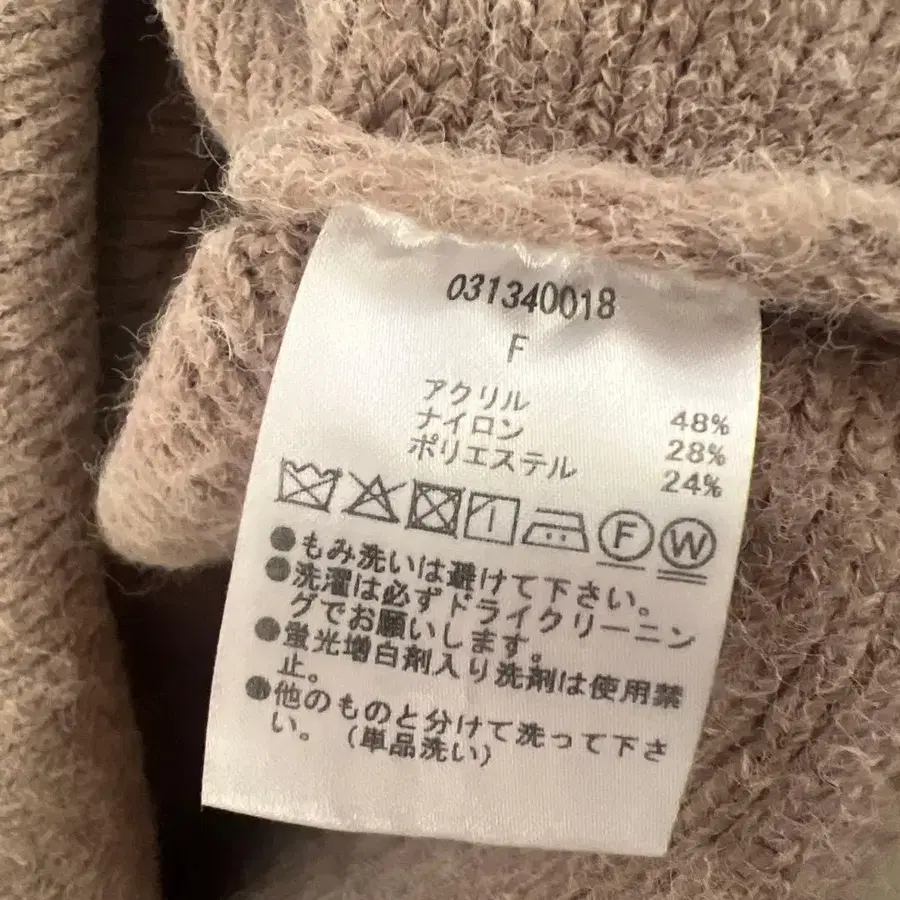 031340018
F
アクリル 48%
ナイロン 28%
ポリエステル 24%
F W
●もみ洗いは避けて下さい。
●洗濯は必ずドライクリーニン
グでお願いします。
●蛍光増白剤入り洗剤は使用禁
止。
●他のものと分けて洗って下さ
い。(単品洗い)